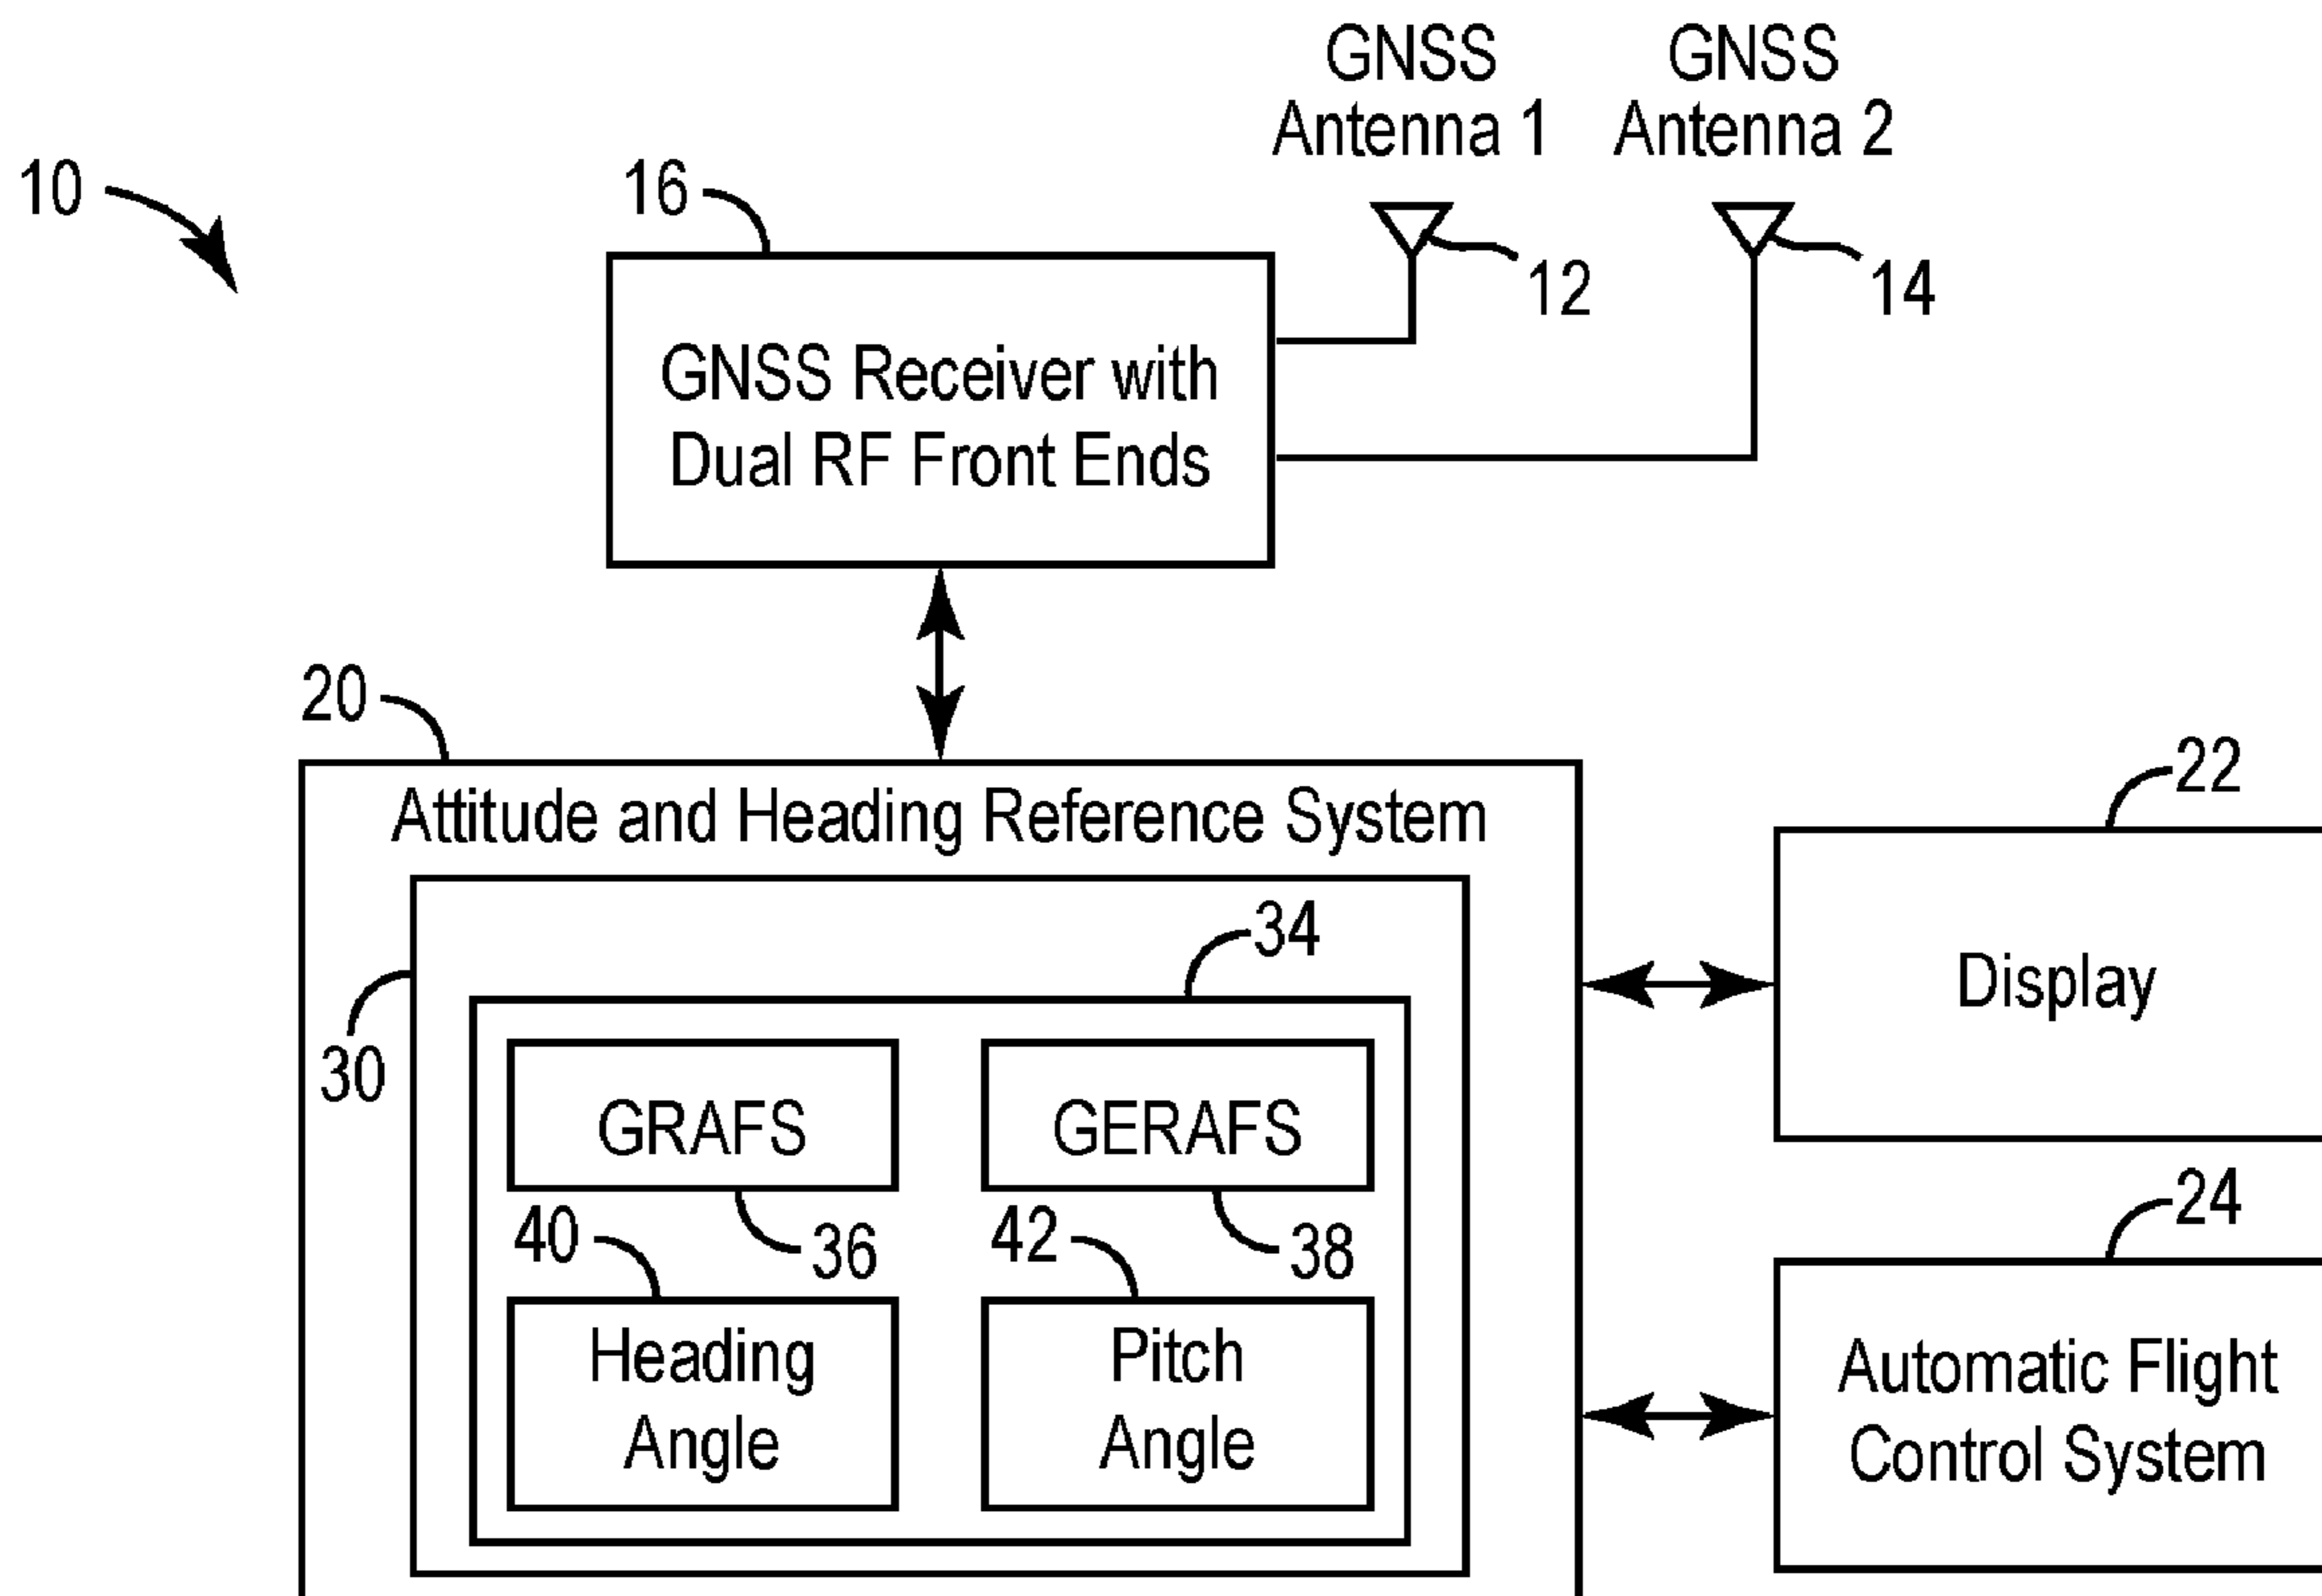 GNSS
Antenna 1
GNSS
Antenna 2
10
16
12
14
GNSS Receiver with
Dual RF Front Ends
20
Attitude and Heading Reference System
22
34
30
Display
GRAFS
GERAFS
24
40
36
42
38
Heading
Angle
Pitch
Angle
Automatic Flight
Control System